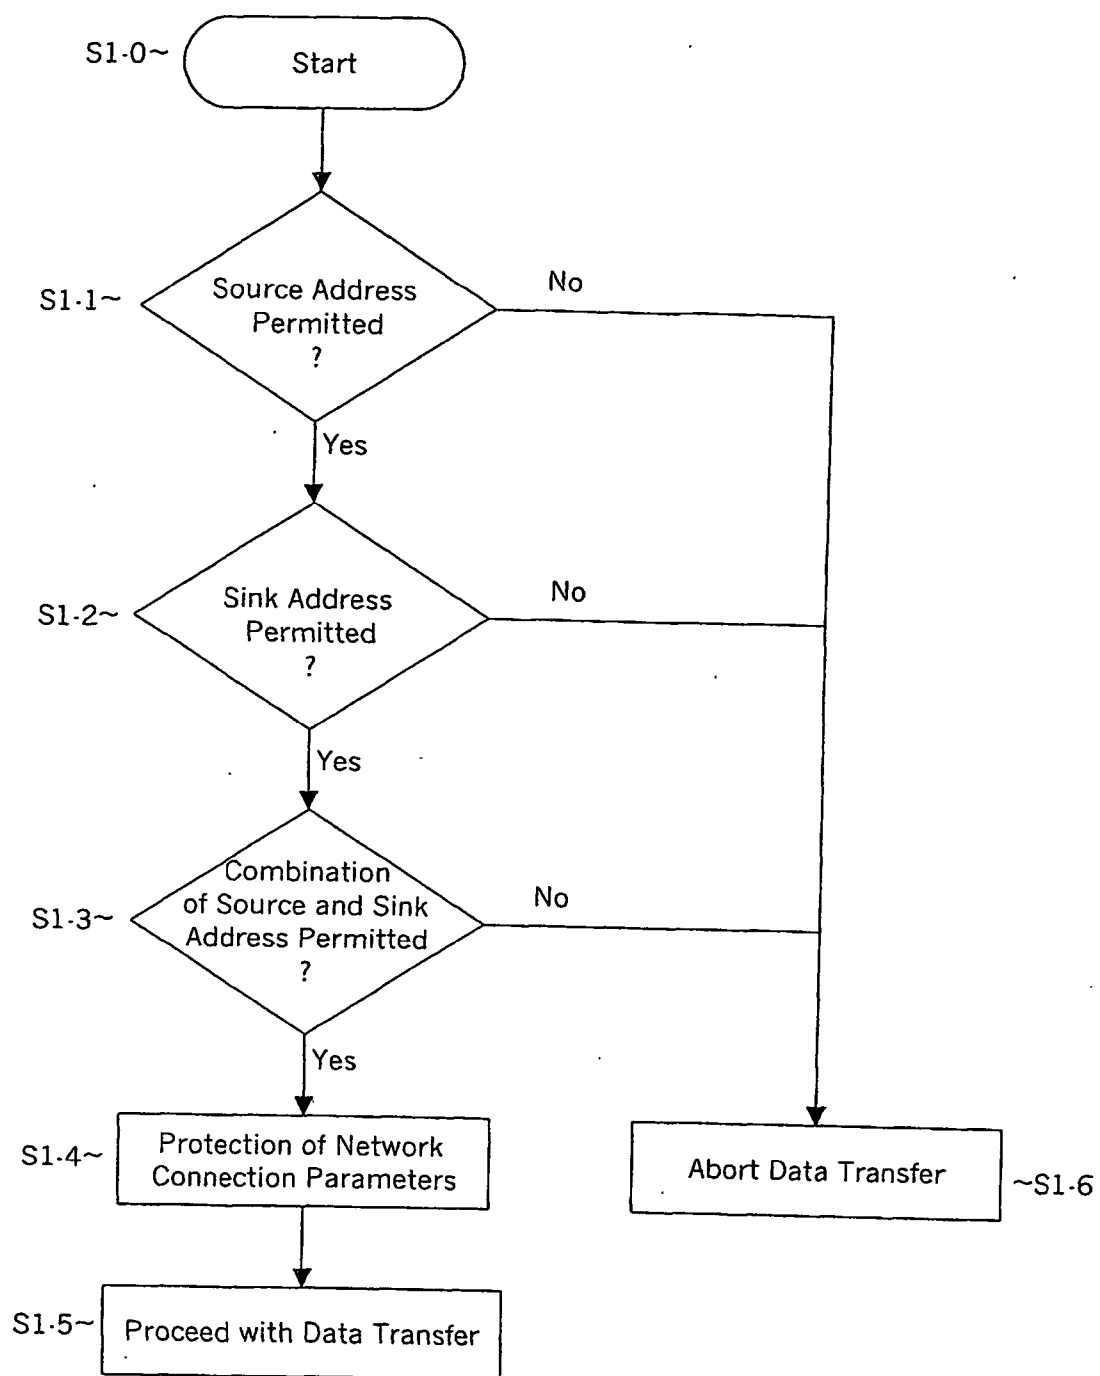 S1-0~
Start
S1-1~
Source Address
Permitted
?
No
Yes
S1-2~
Sink Address
Permitted
?
No
Yes
S1-3~
Combination
of Source and Sink
Address Permitted
?
No
Yes
S1-4~
Protection of Network
Connection Parameters
Abort Data Transfer
~S1-6
S1-5~
Proceed with Data Transfer